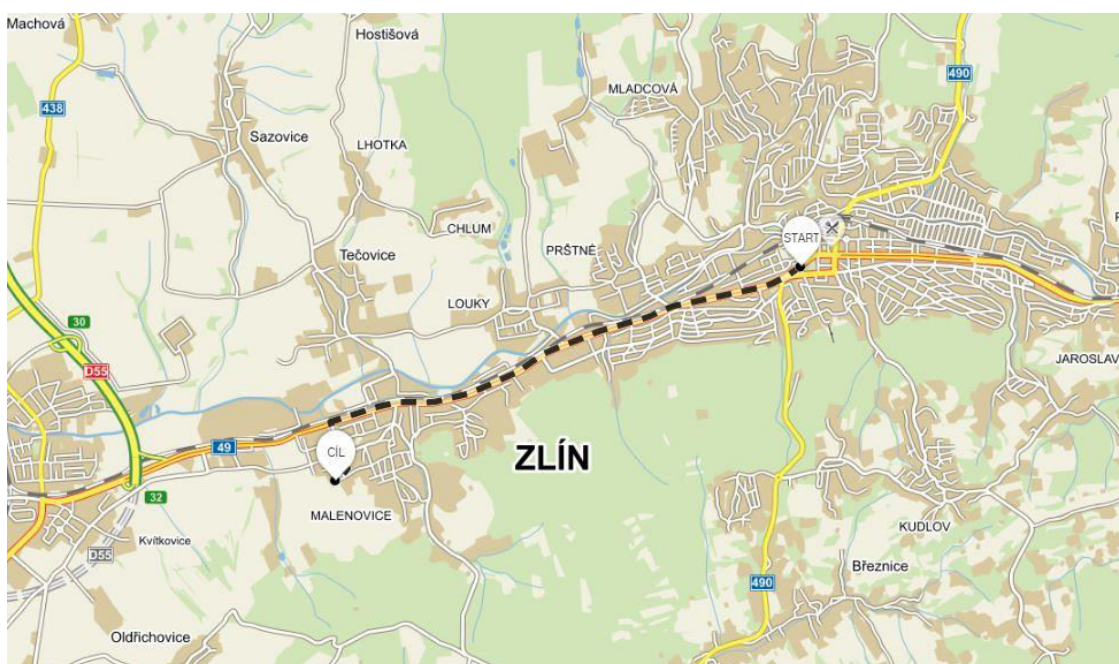 Machová
Hostišová
490
MLADCOVÁ
438
Sazovice
LHOTKA
CHLUM
START
PRŠTNÉ
Tečovice
LOUKY
30
JAROSLAV
D55
49
CÍL
ZLÍN
32
MALENOVICE
KUDLOV
Kvítkovice
D55
Březnice
490
Oldřichovice